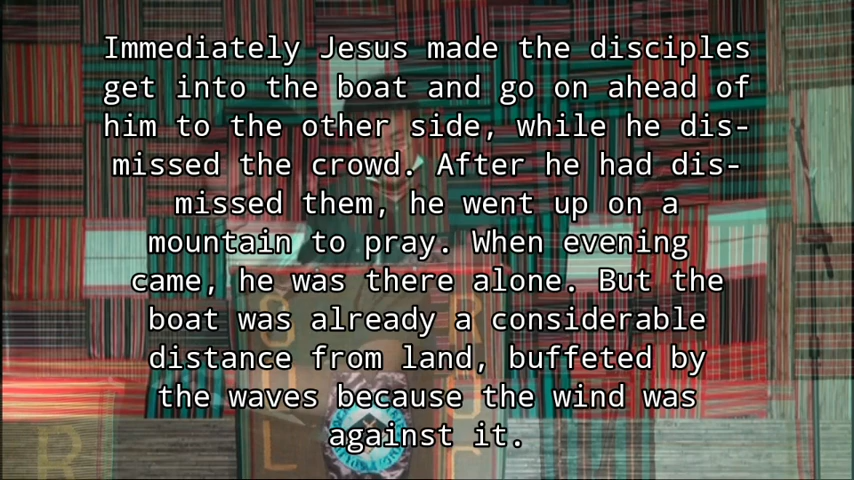 Immediately Jesus made the disciples
get into the boat and go on ahead of
him to the other side, while he dis-
missed the crowd. After he had dis-
missed them, he went up on a
mountain to pray. When evening
came, he was there alone. But the
boat was already a considerable
distance from land, buffeted by
the waves because the wind was
against it.